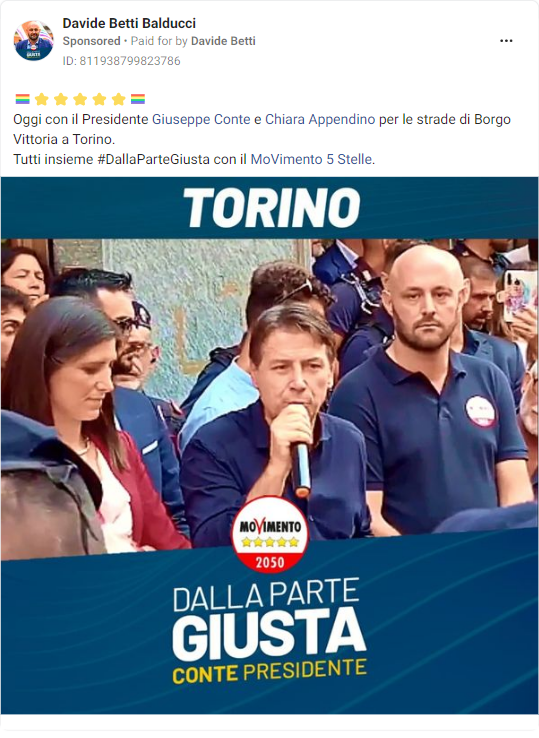 Davide Betti Balducci
Sponsored • Paid for by Davide Betti
ID: 811938799823786
🏳️‍🌈⭐⭐⭐⭐⭐🏳️‍🌈
Oggi con il Presidente Giuseppe Conte e Chiara Appendino per le strade di Borgo
Vittoria a Torino.
Tutti insieme #DallaParteGiusta con il MoVimento 5 Stelle.
TORINO
MOVIMENTO
2050
DALLA PARTE
GIUSTA
CONTE PRESIDENTE